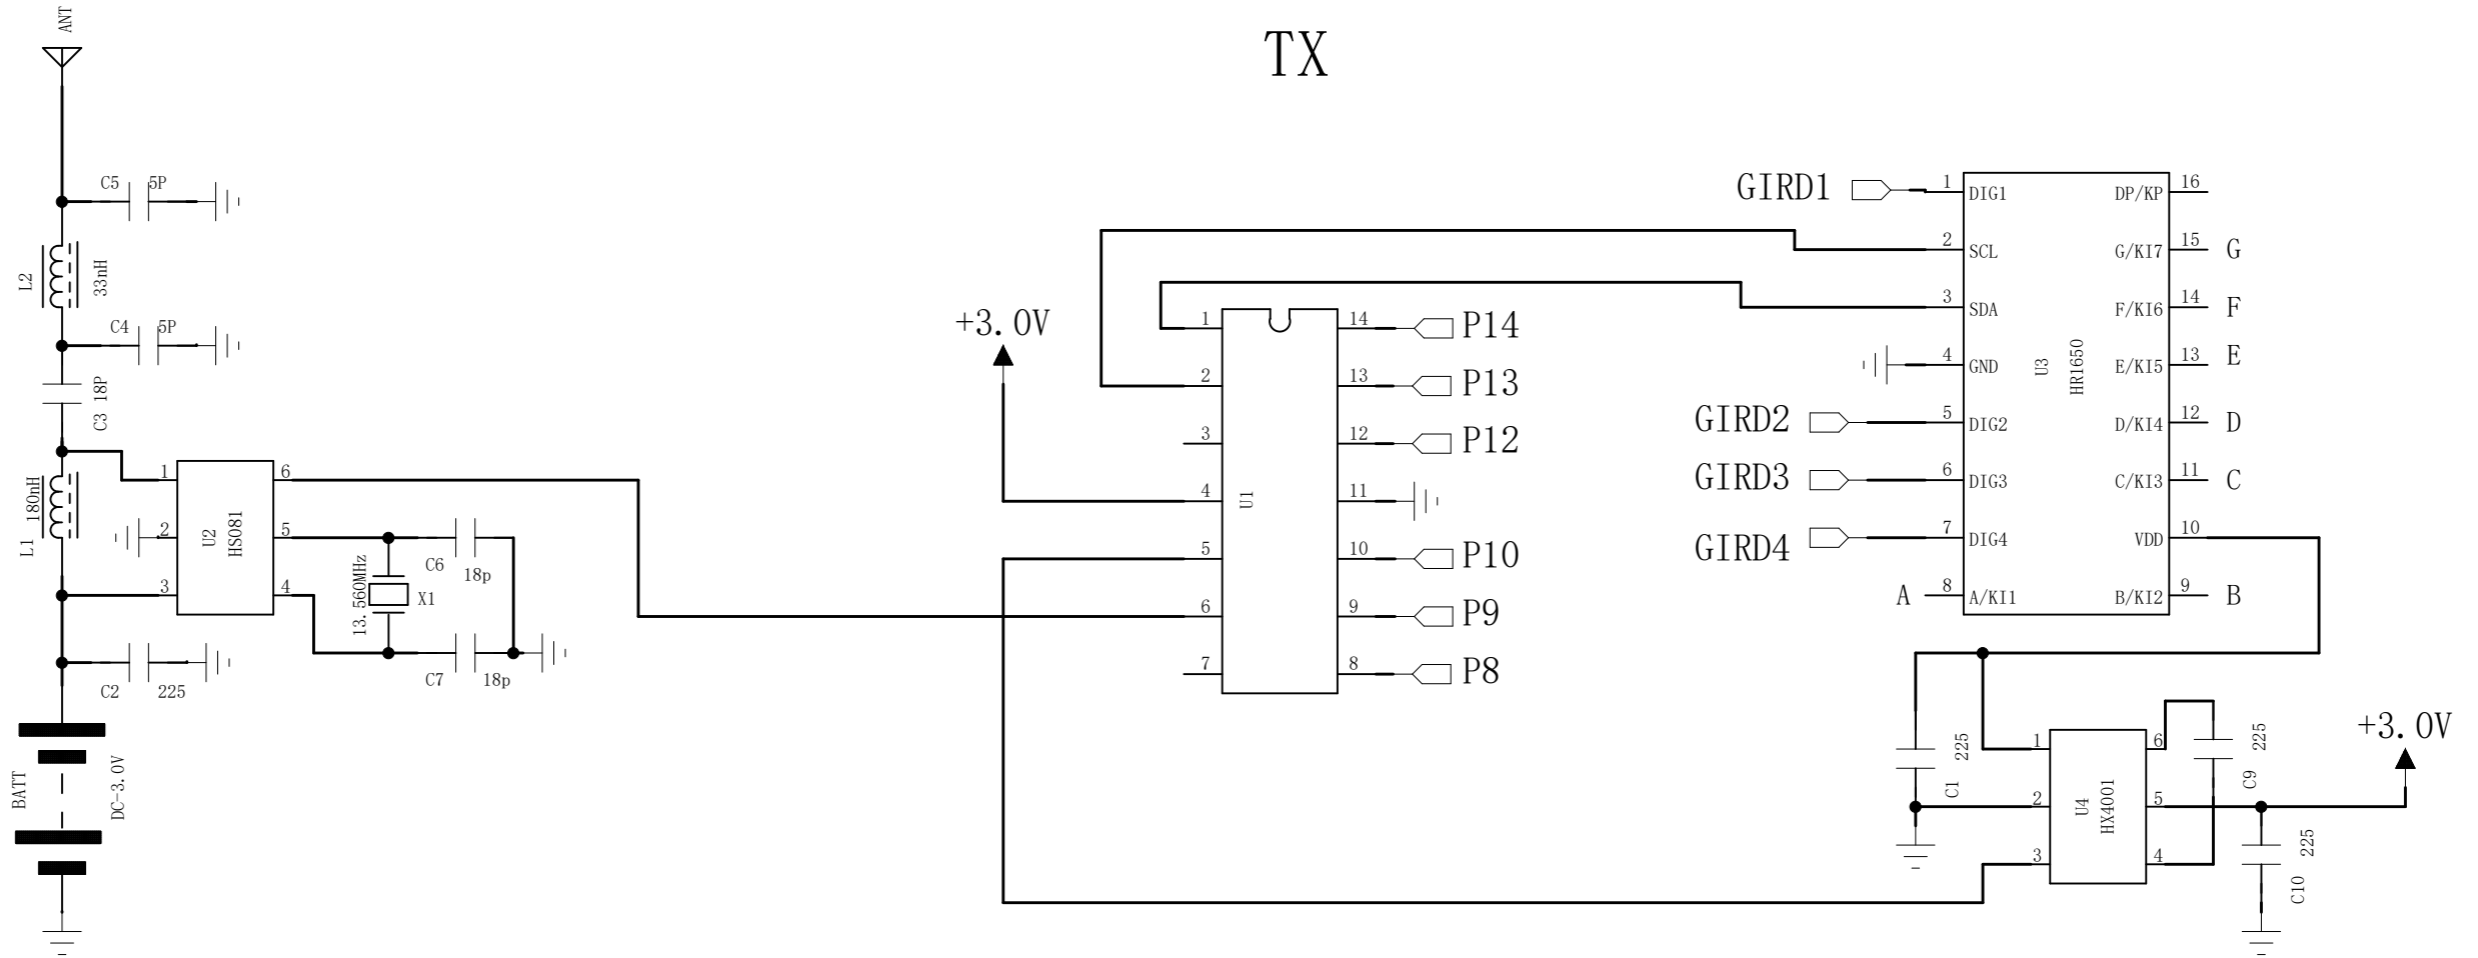 TX
ANT
C5
5P
L2
33nH
C4
5P
C3 18P
L1
180nH
1
2
3
6
5
4
U2
HS081
C6
18p
13.560MHz
X1
C7
18p
C2
225
BATT
DC-3.0V
+3.0V
1
2
3
4
5
6
7
U1
14
P14
13
P13
12
P12
11
10
P10
9
P9
8
P8
GIRD1
1
DIG1
2
SCL
3
SDA
4
GND
GIRD2
5
DIG2
GIRD3
6
DIG3
GIRD4
7
DIG4
A
8
A/KI1
U3
HR1650
DP/KP
16
G/KI7
15
G
F/KI6
14
F
E/KI5
13
E
D/KI4
12
D
C/KI3
11
C
VDD
10
B/KI2
9
B
225
C1
1
2
3
U4
HX4001
6
5
4
225
C9
+3.0V
225
C10